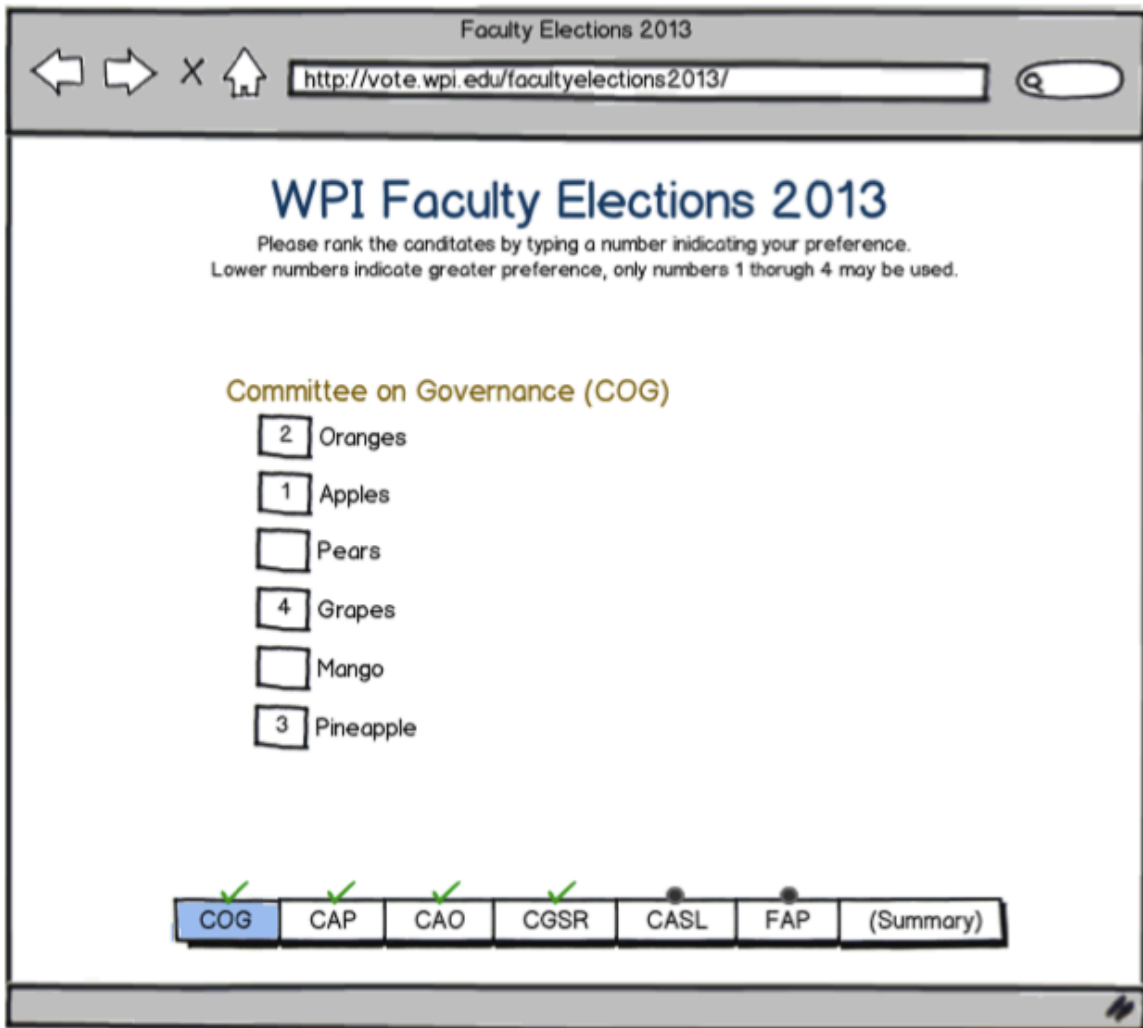 Faculty Elections 2013
http://vote.wpi.edu/facultyelections2013/
WPI Faculty Elections 2013
Please rank the canditates by typing a number inidicating your preference.
Lower numbers indicate greater preference, only numbers 1 thorugh 4 may be used.
Committee on Governance (COG)
2 Oranges
1 Apples
Pears
4 Grapes
Mango
3 Pineapple
COG CAP CAO CGSR CASL FAP (Summary)